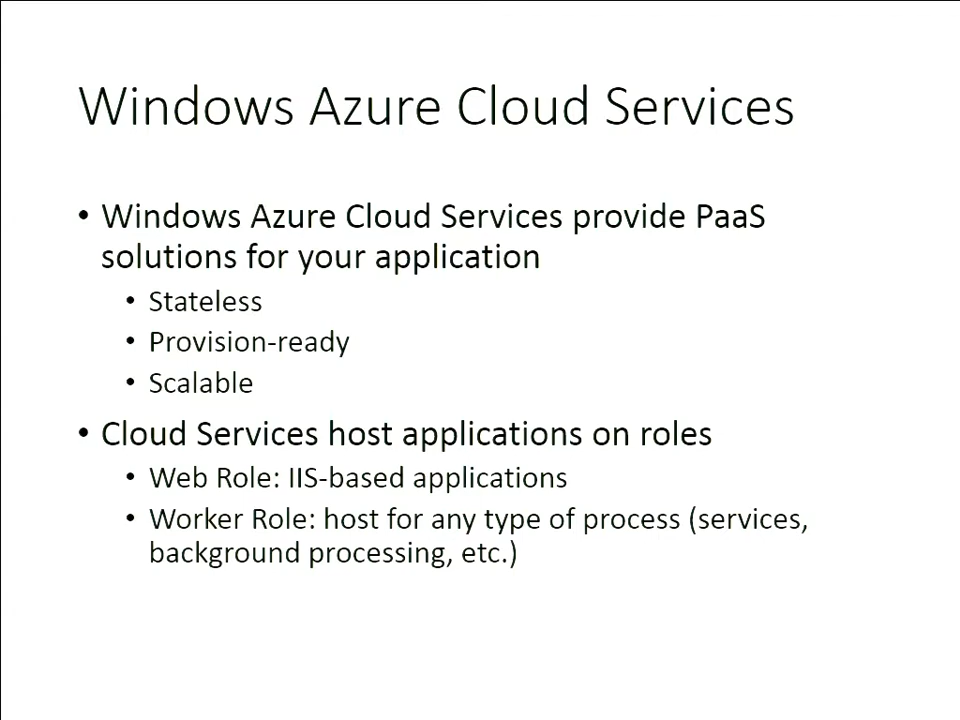 Windows Azure Cloud Services
• Windows Azure Cloud Services provide PaaS
solutions for your application
• Stateless
• Provision-ready
• Scalable
• Cloud Services host applications on roles
• Web Role: IIS-based applications
• Worker Role: host for any type of process (services,
background processing, etc.)